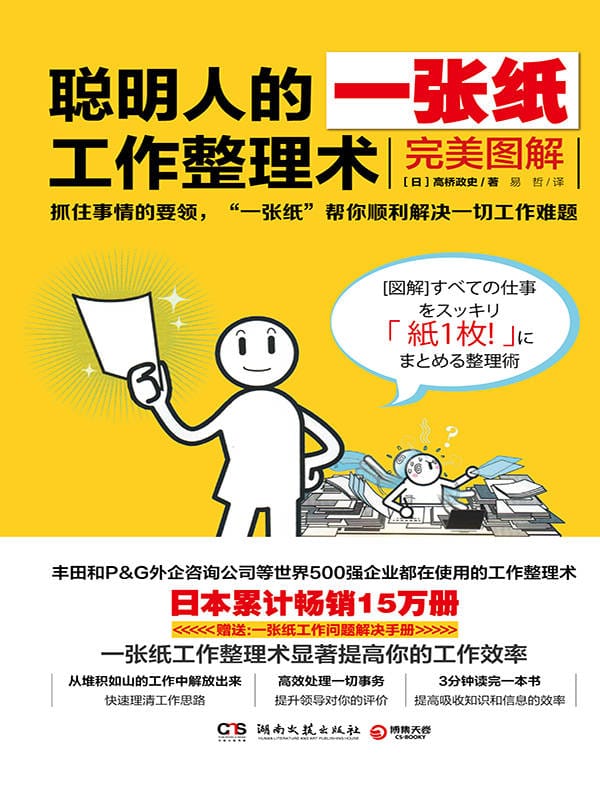 聪明人的 一张纸
工作整理术 完美图解
[日]高桥政史/著 易 哲/译
抓住事情的要领，“一张纸”帮你顺利解决一切工作难题
[図解]すべての仕事
をスッキリ
「紙1枚!」に
まとめる整理術
?
丰田和P&G外企咨询公司等世界500强企业都在使用的工作整理术
日本累计畅销15万册
<<<<<赠送:一张纸工作问题解决手册>>>>>
一张纸工作整理术显著提高你的工作效率
从堆积如山的工作中解放出来
快速理清工作思路
高效处理一切事务
提升领导对你的评价
3分钟读完一本书
提高吸收知识和信息的效率
湖南文艺出版社
HUNAN LITERATURE AND ART PUBLISHING HOUSE
博集天卷
CS-BOOKY